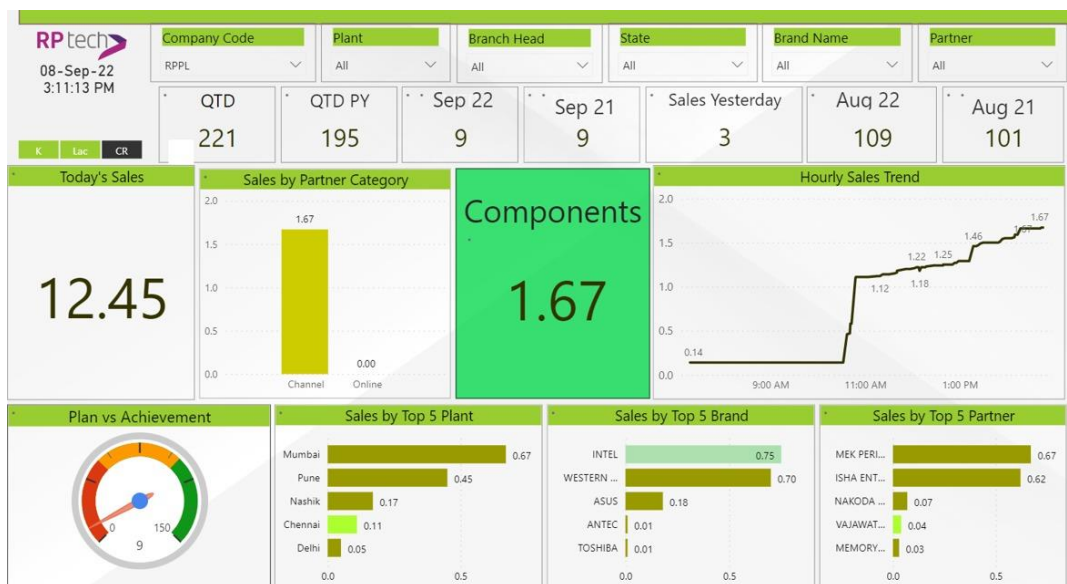 RP tech
08-Sep-22
3:11:13 PM
K Lac CR
Company Code
RPPL
Plant
All
Branch Head
All
State
All
Brand Name
All
Partner
All
QTD
221
QTD PY
195
Sep 22
9
Sep 21
9
Sales Yesterday
3
Aug 22
109
Aug 21
101
Today's Sales
12.45
Sales by Partner Category
2.0
1.5
1.0
0.5
0.0
1.67
0.00
Channel Online
Components
1.67
Hourly Sales Trend
2.0
1.5
1.0
0.5
0.0
0.14
1.12
1.22
1.18
1.25
1.46
1.67
1.67
9:00 AM 11:00 AM 1:00 PM
Plan vs Achievement
0 150
9
Sales by Top 5 Plant
Mumbai 0.67
Pune 0.45
Nashik 0.17
Chennai 0.11
Delhi 0.05
0.0 0.5
Sales by Top 5 Brand
INTEL 0.75
WESTERN ... 0.70
ASUS 0.18
ANTEC 0.01
TOSHIBA 0.01
0.0 0.5
Sales by Top 5 Partner
MEK PERI... 0.67
ISHA ENT... 0.62
NAKODA ... 0.07
VAJAWAT... 0.04
MEMORY... 0.03
0.0 0.5